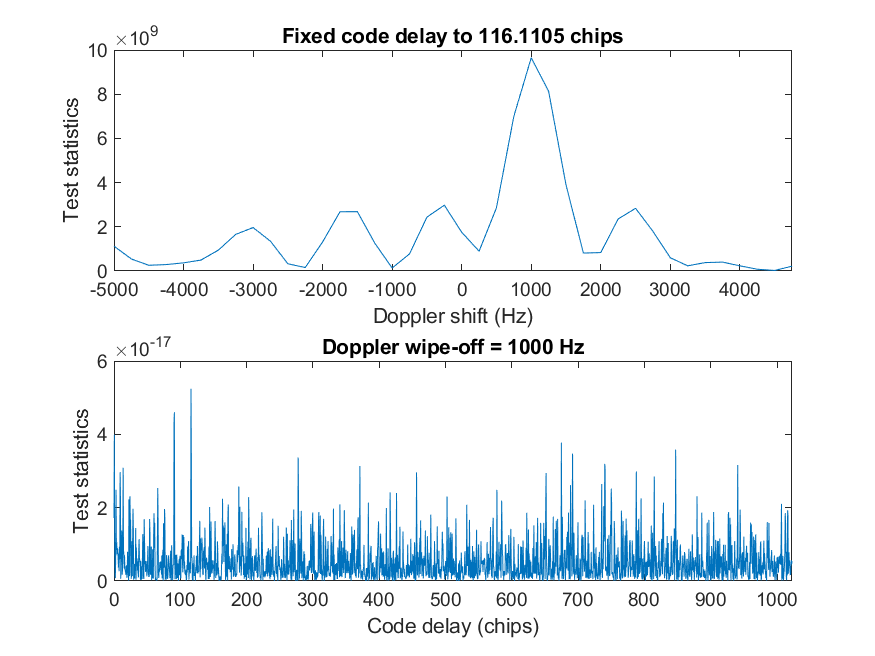 ×10^9
Fixed code delay to 116.1105 chips
10
8
6
4
2
0
Test statistics
-5000 -4000 -3000 -2000 -1000 0 1000 2000 3000 4000
Doppler shift (Hz)
×10^-17
Doppler wipe-off = 1000 Hz
6
4
2
0
Test statistics
0 100 200 300 400 500 600 700 800 900 1000
Code delay (chips)